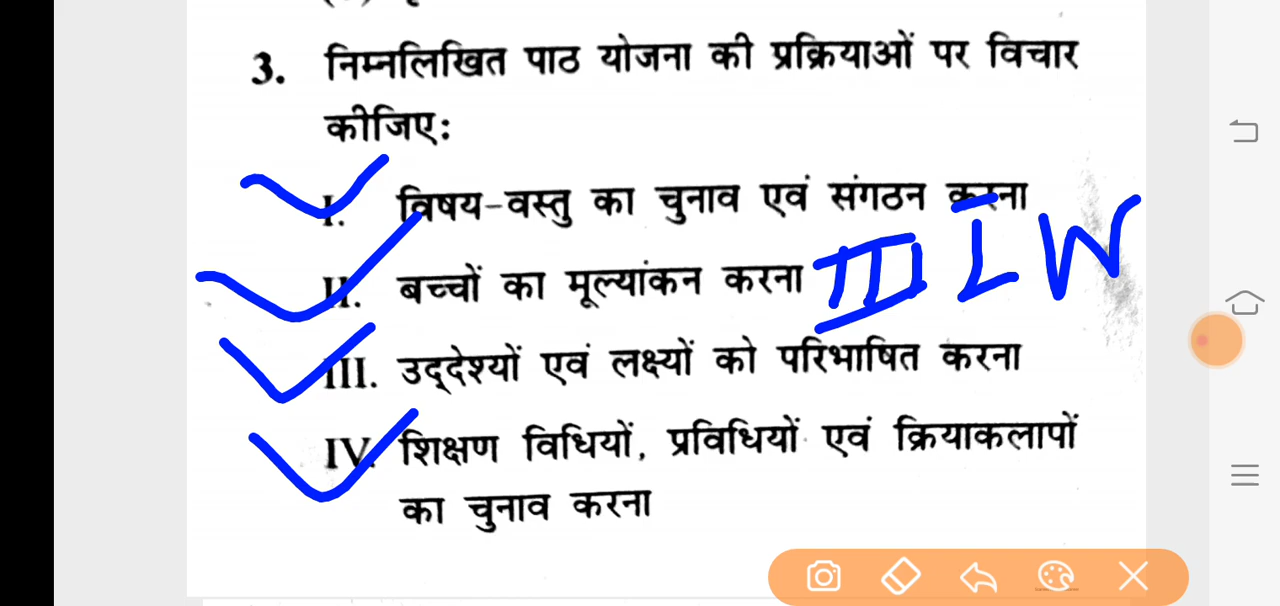 3. निम्नलिखित पाठ योजना की प्रक्रियाओं पर विचार
कीजिए:
I. विषय-वस्तु का चुनाव एवं संगठन करना
II. बच्चों का मूल्यांकन करना III I IV
III. उद्देश्यों एवं लक्ष्यों को परिभाषित करना
IV. शिक्षण विधियों, प्रविधियों एवं क्रियाकलापों
का चुनाव करना